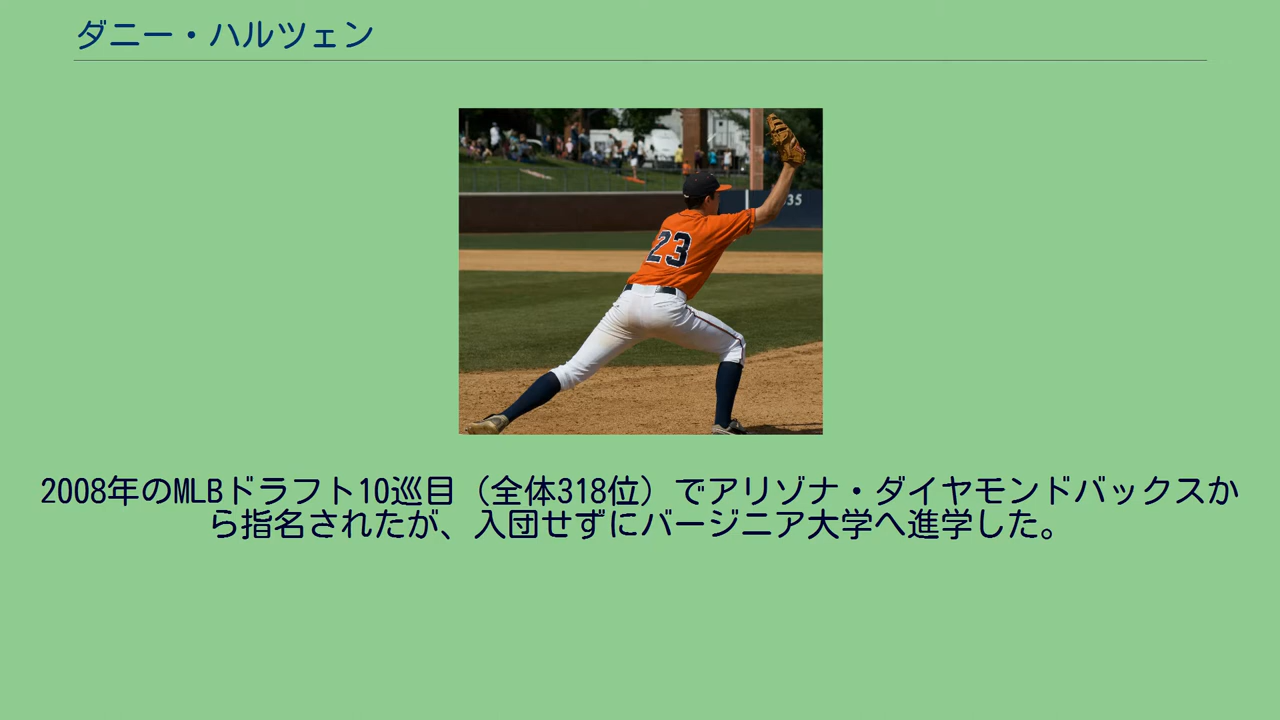 ダニー・ハルツェン
23
35
2008年のMLBドラフト10巡目（全体318位）でアリゾナ・ダイヤモンドバックスか
ら指名されたが、入団せずにバージニア大学へ進学した。